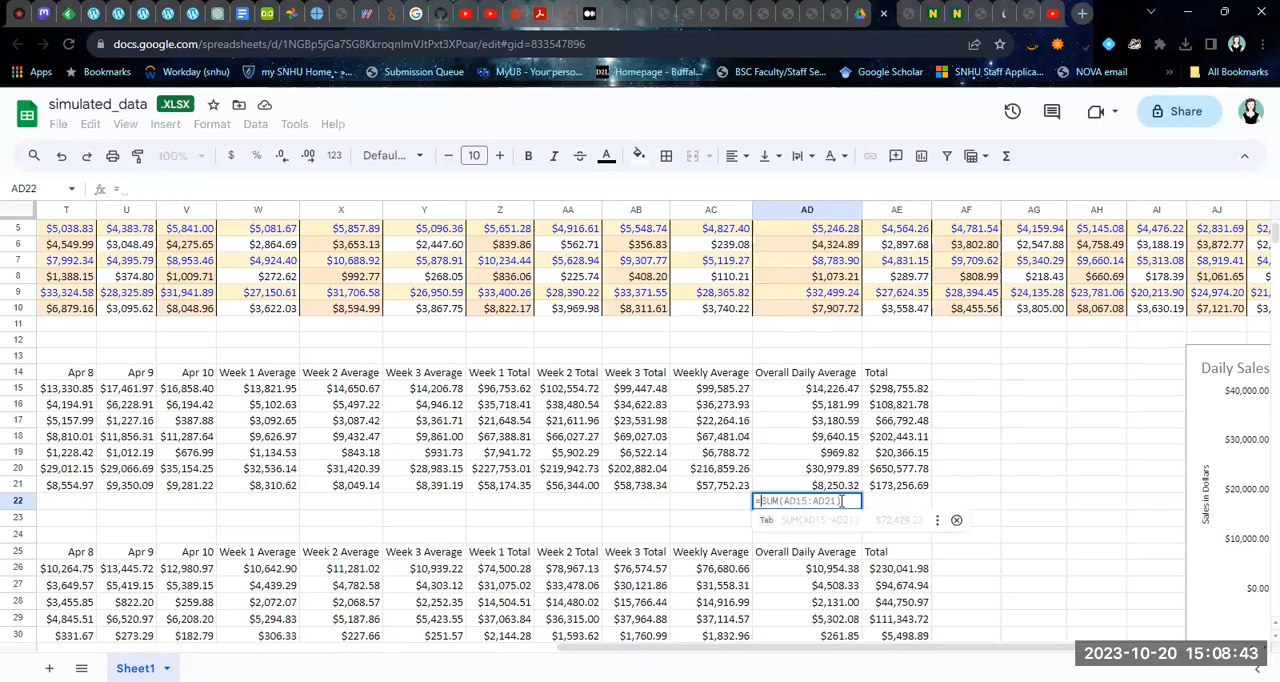 docs.google.com/spreadsheets/d/1NGBp5jGa7SG8KkroqnImVJtPxt3XPoar/edit#gid=833547896
Apps Bookmarks Workday (snhu) my SNHU Home - ... Submission Queue MyUB - Your perso... Homepage - Buffal... BSC Faculty/Staff Se... Google Scholar SNHU Staff Applica... NOVA email » All Bookmarks
simulated_data .XLSX
File Edit View Insert Format Data Tools Help
Share
100% $ % .0 .00 123 Defaul... − 10 + B I A Σ
AD22 fx =
T U V W X Y Z AA AB AC AD AE AF AG AH AI AJ
5 $5,038.83 $4,383.78 $5,841.00 $5,081.67 $5,857.89 $5,096.36 $5,651.28 $4,916.61 $5,548.74 $4,827.40 $5,246.28 $4,564.26 $4,781.54 $4,159.94 $5,145.08 $4,476.22 $2,831.69
6 $4,549.99 $3,048.49 $4,275.65 $2,864.69 $3,653.13 $2,447.60 $839.86 $562.71 $356.83 $239.08 $4,324.89 $2,897.68 $3,802.80 $2,547.88 $4,758.49 $3,188.19 $3,872.77
7 $7,992.34 $4,395.79 $8,953.46 $4,924.40 $10,688.92 $5,878.91 $10,234.44 $5,628.94 $9,307.77 $5,119.27 $8,783.90 $4,831.15 $9,709.62 $5,340.29 $9,660.14 $5,313.08 $8,919.41
8 $1,388.15 $374.80 $1,009.71 $272.62 $992.77 $268.05 $836.06 $225.74 $408.20 $110.21 $1,073.21 $289.77 $808.99 $218.43 $660.69 $178.39 $1,061.65
9 $33,324.58 $28,325.89 $31,941.89 $27,150.61 $31,706.58 $26,950.59 $33,400.26 $28,390.22 $33,371.55 $28,365.82 $32,499.24 $27,624.35 $28,394.45 $24,135.28 $23,781.06 $20,213.90 $24,974.20
10 $6,879.16 $3,095.62 $8,048.96 $3,622.03 $8,594.99 $3,867.75 $8,822.17 $3,969.98 $8,311.61 $3,740.22 $7,907.72 $3,558.47 $8,455.56 $3,805.00 $8,067.08 $3,630.19 $7,121.70
11
12
13
14 Apr 8 Apr 9 Apr 10 Week 1 Average Week 2 Average Week 3 Average Week 1 Total Week 2 Total Week 3 Total Weekly Average Overall Daily Average Total
15 $13,330.85 $17,461.97 $16,858.40 $13,821.95 $14,650.67 $14,206.78 $96,753.62 $102,554.72 $99,447.48 $99,585.27 $14,226.47 $298,755.82
16 $4,194.91 $6,228.91 $6,194.42 $5,102.63 $5,497.22 $4,946.12 $35,718.41 $38,480.54 $34,622.83 $36,273.93 $5,181.99 $108,821.78
17 $5,157.99 $1,227.16 $387.88 $3,092.65 $3,087.42 $3,361.71 $21,648.54 $21,611.96 $23,531.98 $22,264.16 $3,180.59 $66,792.48
18 $8,810.01 $11,856.31 $11,287.64 $9,626.97 $9,432.47 $9,861.00 $67,388.81 $66,027.27 $69,027.03 $67,481.04 $9,640.15 $202,443.11
19 $1,228.42 $1,012.19 $676.99 $1,134.53 $843.18 $931.73 $7,941.72 $5,902.29 $6,522.14 $6,788.72 $969.82 $20,366.15
20 $29,012.15 $29,066.69 $35,154.25 $32,536.14 $31,420.39 $28,983.15 $227,753.01 $219,942.73 $202,882.04 $216,859.26 $30,979.89 $650,577.78
21 $8,554.97 $9,350.09 $9,281.22 $8,310.62 $8,049.14 $8,391.19 $58,174.35 $56,344.00 $58,738.34 $57,752.23 $8,250.32 $173,256.69
22 =SUM(AD15:AD21)
23 Tab SUM(AD15:AD21) $72,429.23
24
25 Apr 8 Apr 9 Apr 10 Week 1 Average Week 2 Average Week 3 Average Week 1 Total Week 2 Total Week 3 Total Weekly Average Overall Daily Average Total
26 $10,264.75 $13,445.72 $12,980.97 $10,642.90 $11,281.02 $10,939.22 $74,500.28 $78,967.13 $76,574.57 $76,680.66 $10,954.38 $230,041.98
27 $3,649.57 $5,419.15 $5,389.15 $4,439.29 $4,782.58 $4,303.12 $31,075.02 $33,478.06 $30,121.86 $31,558.31 $4,508.33 $94,674.94
28 $3,455.85 $822.20 $259.88 $2,072.07 $2,068.57 $2,252.35 $14,504.51 $14,480.02 $15,766.44 $14,916.99 $2,131.00 $44,750.97
29 $4,845.51 $6,520.97 $6,208.20 $5,294.83 $5,187.86 $5,423.55 $37,063.84 $36,315.00 $37,964.88 $37,114.57 $5,302.08 $111,343.72
30 $331.67 $273.29 $182.79 $306.33 $227.66 $251.57 $2,144.28 $1,593.62 $1,760.99 $1,832.96 $261.85 $5,498.89
Daily Sales
$40,000.00
$30,000.00
$20,000.00
$10,000.00
$0.00
Sales in Dollars
Sheet1
2023-10-20 15:08:43